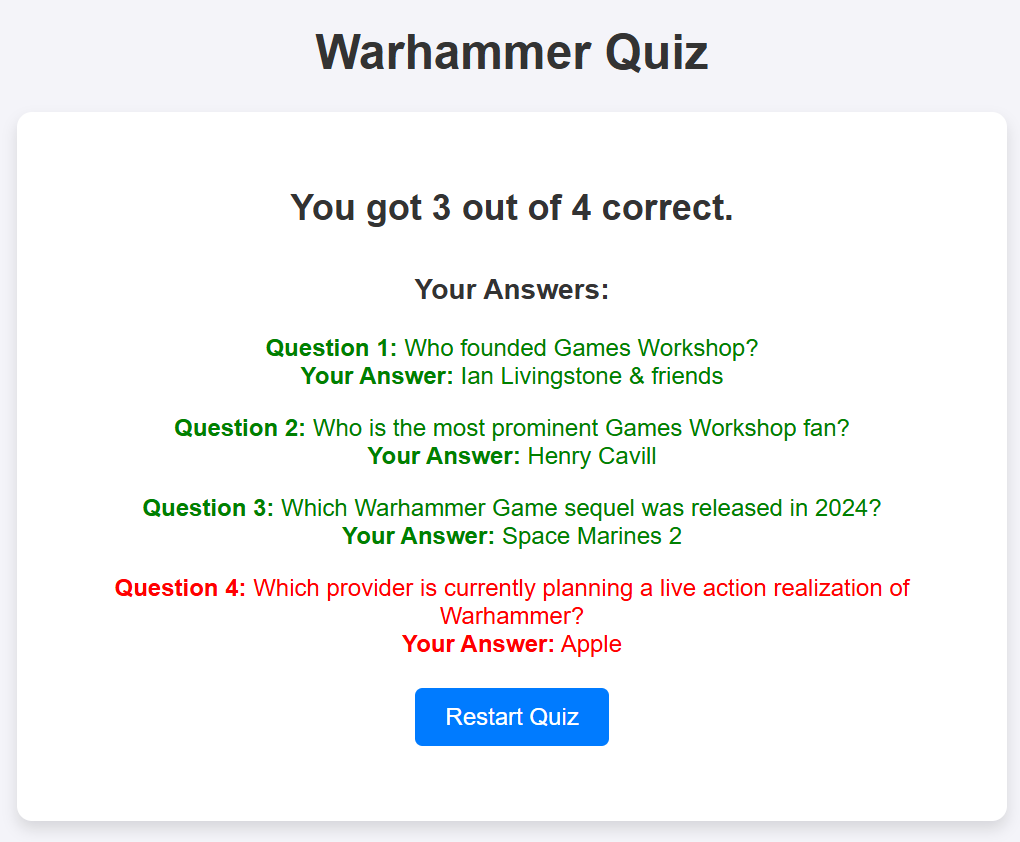 Warhammer Quiz
You got 3 out of 4 correct.
Your Answers:
Question 1: Who founded Games Workshop?
Your Answer: Ian Livingstone & friends
Question 2: Who is the most prominent Games Workshop fan?
Your Answer: Henry Cavill
Question 3: Which Warhammer Game sequel was released in 2024?
Your Answer: Space Marines 2
Question 4: Which provider is currently planning a live action realization of
Warhammer?
Your Answer: Apple
Restart Quiz